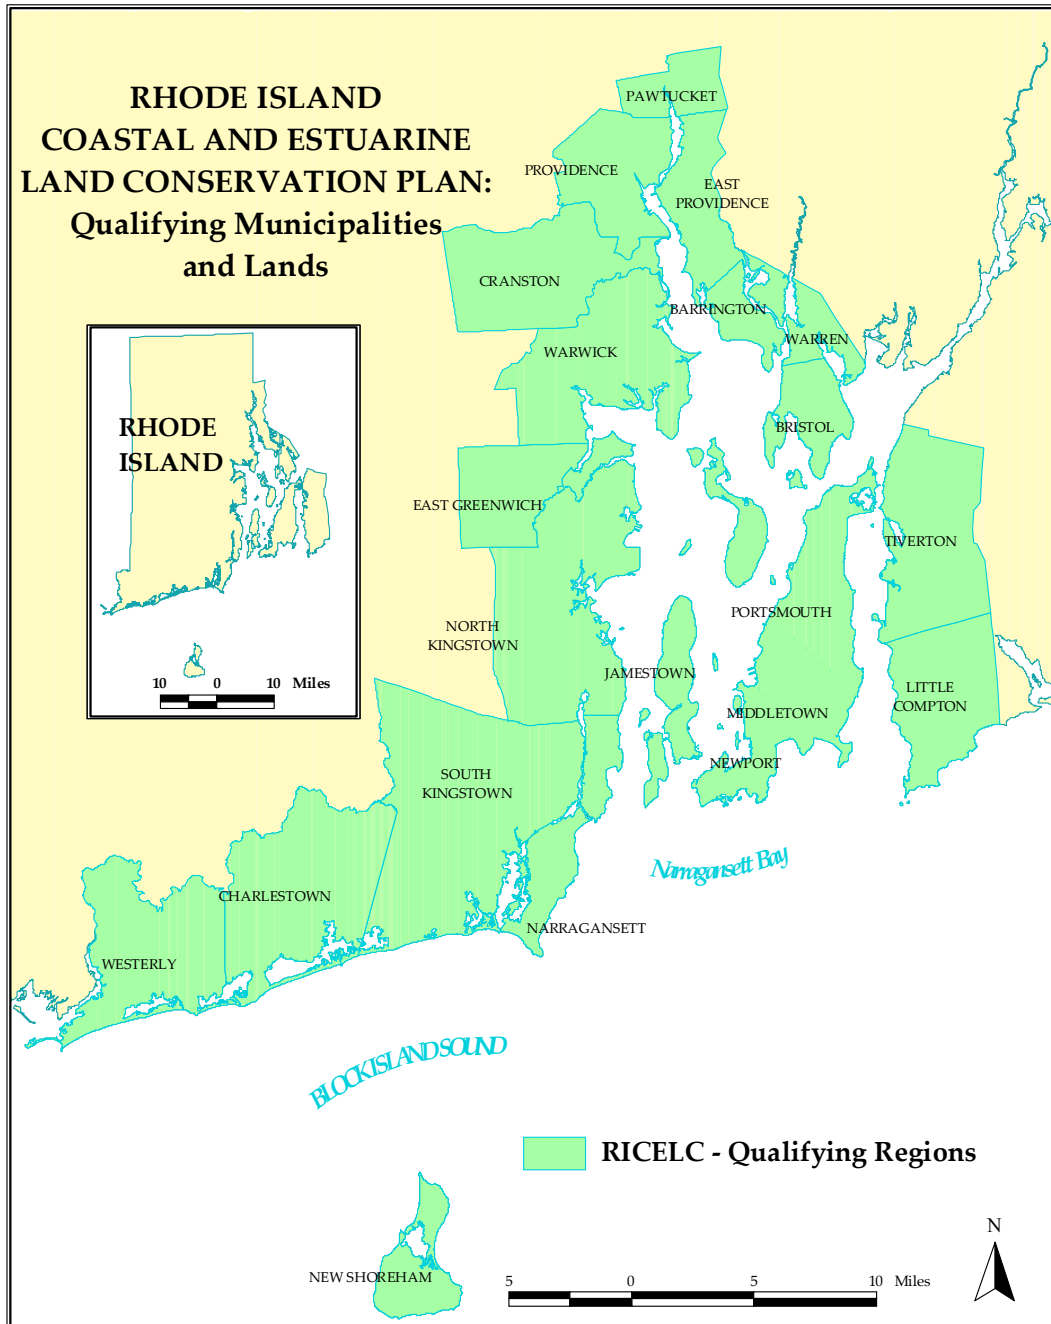 RHODE ISLAND
COASTAL AND ESTUARINE
LAND CONSERVATION PLAN:
Qualifying Municipalities
and Lands
PAWTUCKET
PROVIDENCE
EAST
PROVIDENCE
CRANSTON
BARRINGTON
WARREN
WARWICK
BRISTOL
EAST GREENWICH
TIVERTON
PORTSMOUTH
NORTH
KINGSTOWN
JAMESTOWN
LITTLE
COMPTON
MIDDLETOWN
NEWPORT
SOUTH
KINGSTOWN
CHARLESTOWN
NARRAGANSETT
WESTERLY
RHODE
ISLAND
10 0 10 Miles
Narragansett Bay
BLOCK ISLAND SOUND
RICELC - Qualifying Regions
NEW SHOREHAM
5 0 5 10 Miles
N